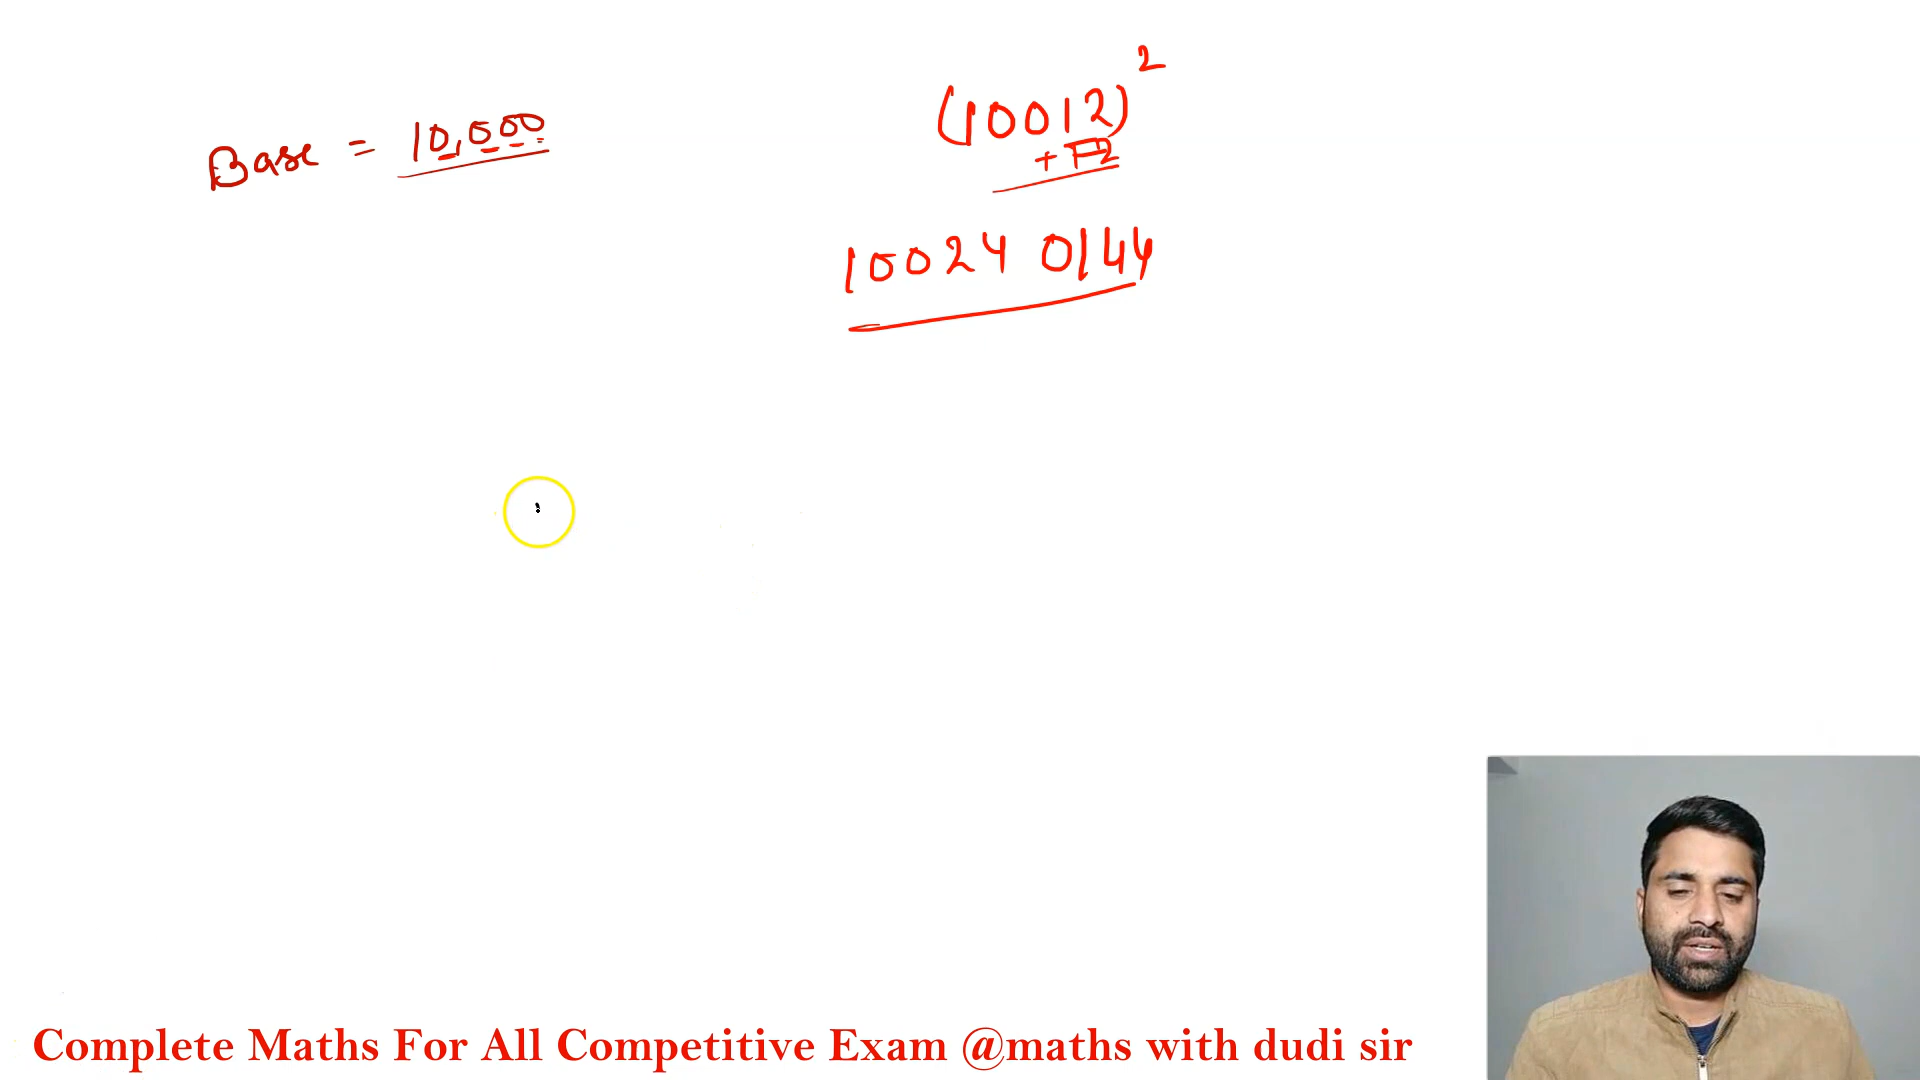 (10012)²
Base = 10,000
+12
10024 0144
Complete Maths For All Competitive Exam @maths with dudi sir